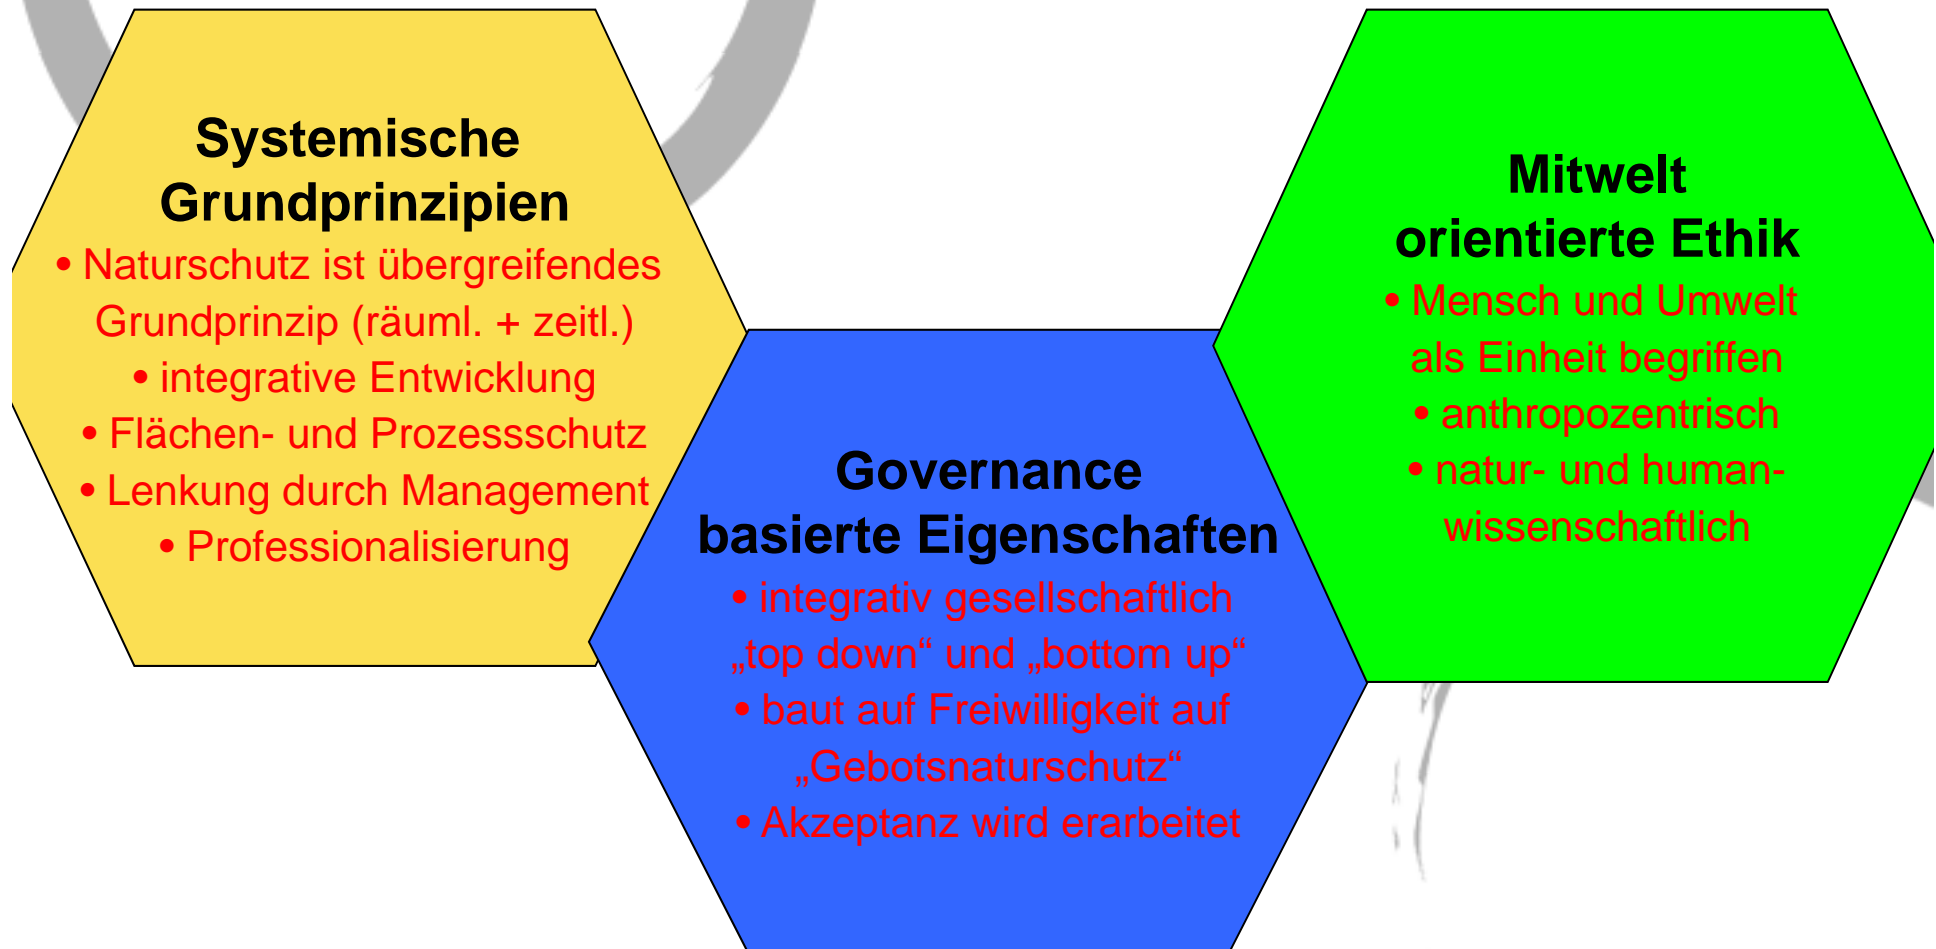 Systemische
Grundprinzipien
• Naturschutz ist übergreifendes
Grundprinzip (räuml. + zeitl.)
• integrative Entwicklung
• Flächen- und Prozessschutz
• Lenkung durch Management
• Professionalisierung
Governance
basierte Eigenschaften
• integrativ gesellschaftlich
„top down“ und „bottom up“
• baut auf Freiwilligkeit auf
„Gebotsnaturschutz“
• Akzeptanz wird erarbeitet
Mitwelt
orientierte Ethik
• Mensch und Umwelt
als Einheit begriffen
• anthropozentrisch
• natur- und human-
wissenschaftlich